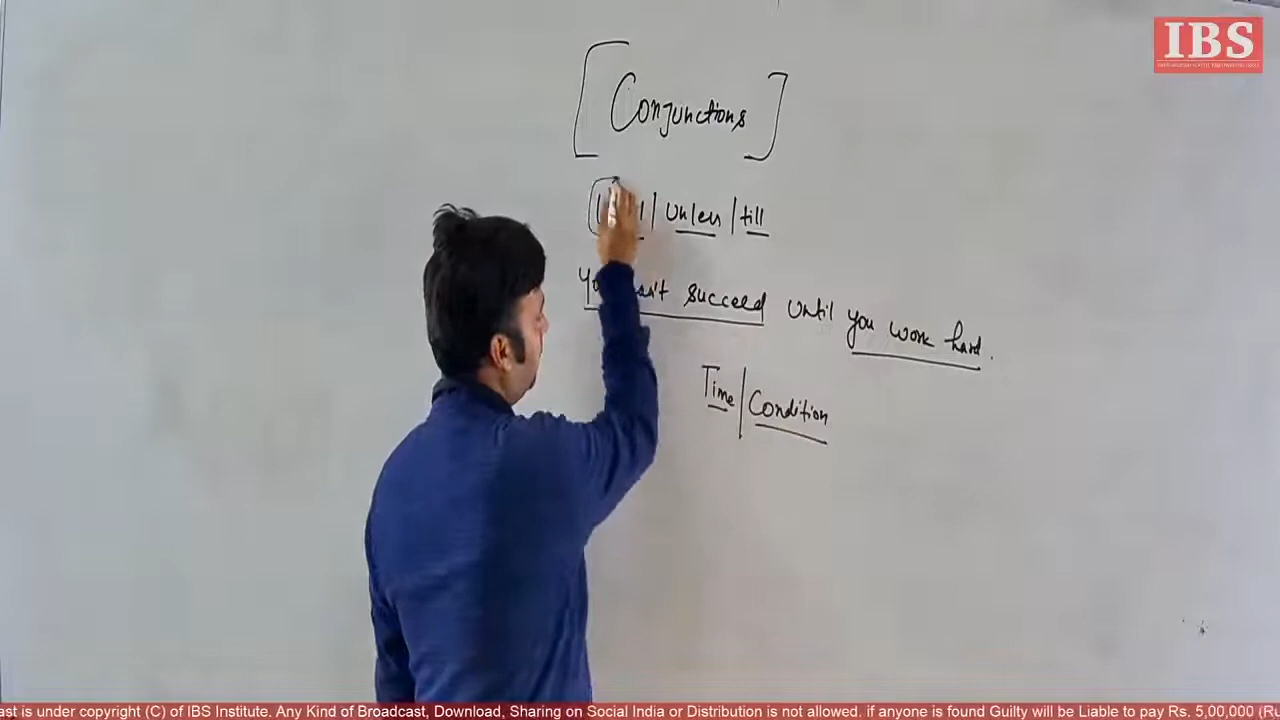 IBS
[Conjunctions]
| unless | till
can't succeed until you work hard.
Time | Condition
ast is under copyright (C) of IBS Institute. Any Kind of Broadcast, Download, Sharing on Social India or Distribution is not allowed. if anyone is found Guilty will be Liable to pay Rs. 5,00,000 (RU